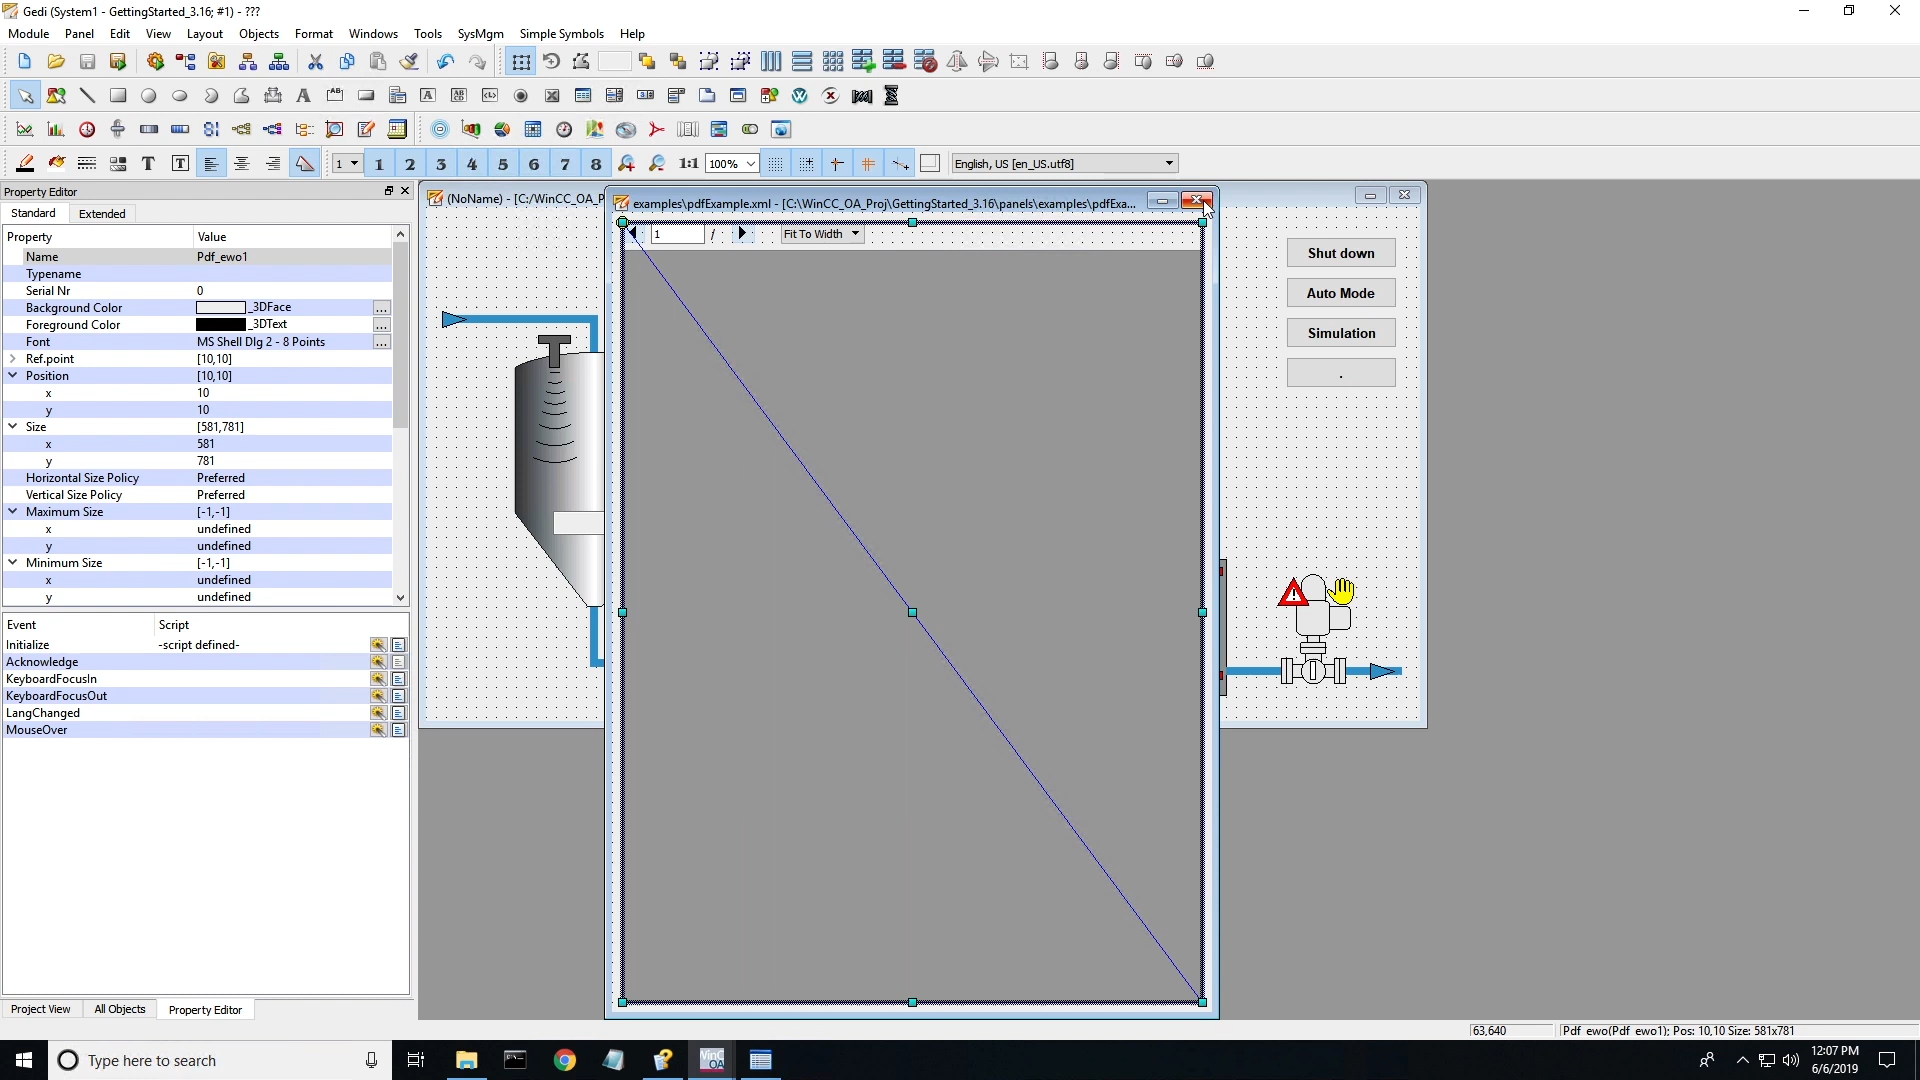 Gedi (System1 - GettingStarted_3.16; #1) - ???
Module Panel Edit View Layout Objects Format Windows Tools SysMgm Simple Symbols Help
1 1 2 3 4 5 6 7 8 1:1 100% English, US [en_US.utf8]
Property Editor
Standard Extended
Property Value
Name Pdf_ewo1
Typename
Serial Nr 0
Background Color _3DFace ...
Foreground Color _3DText ...
Font MS Shell Dlg 2 - 8 Points ...
Ref.point [10,10]
Position [10,10]
x 10
y 10
Size [581,781]
x 581
y 781
Horizontal Size Policy Preferred
Vertical Size Policy Preferred
Maximum Size [-1,-1]
x undefined
y undefined
Minimum Size [-1,-1]
x undefined
y undefined
Event Script
Initialize -script defined-
Acknowledge
KeyboardFocusIn
KeyboardFocusOut
LangChanged
MouseOver
Project View All Objects Property Editor
(NoName) - [C:/WinCC_OA_P
examples\pdfExample.xml - [C:\WinCC_OA_Proj\GettingStarted_3.16\panels\examples\pdfExa...
1 / Fit To Width
Shut down
Auto Mode
Simulation
.
63,640 Pdf_ewo(Pdf_ewo1); Pos: 10,10 Size: 581x781
Type here to search
WinCC OA
12:07 PM
6/6/2019